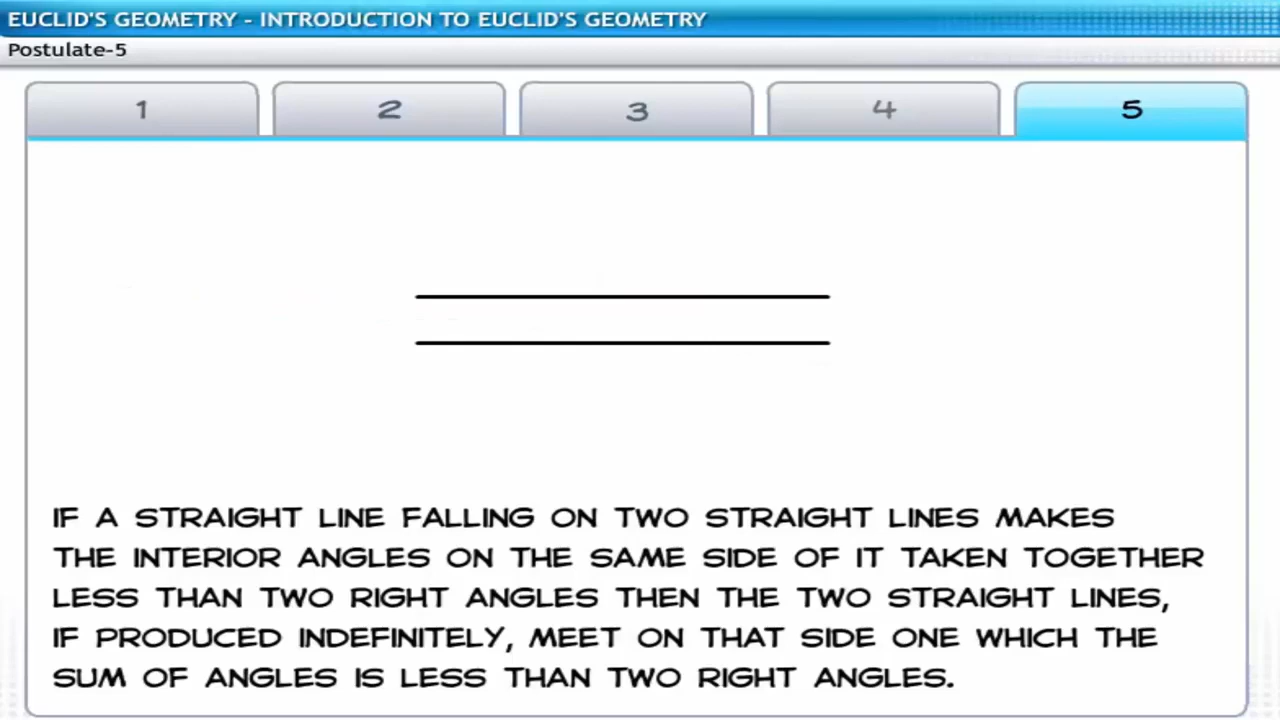 EUCLID'S GEOMETRY - INTRODUCTION TO EUCLID'S GEOMETRY
Postulate-5
1 2 3 4 5
IF A STRAIGHT LINE FALLING ON TWO STRAIGHT LINES MAKES
THE INTERIOR ANGLES ON THE SAME SIDE OF IT TAKEN TOGETHER
LESS THAN TWO RIGHT ANGLES THEN THE TWO STRAIGHT LINES,
IF PRODUCED INDEFINITELY, MEET ON THAT SIDE ONE WHICH THE
SUM OF ANGLES IS LESS THAN TWO RIGHT ANGLES.